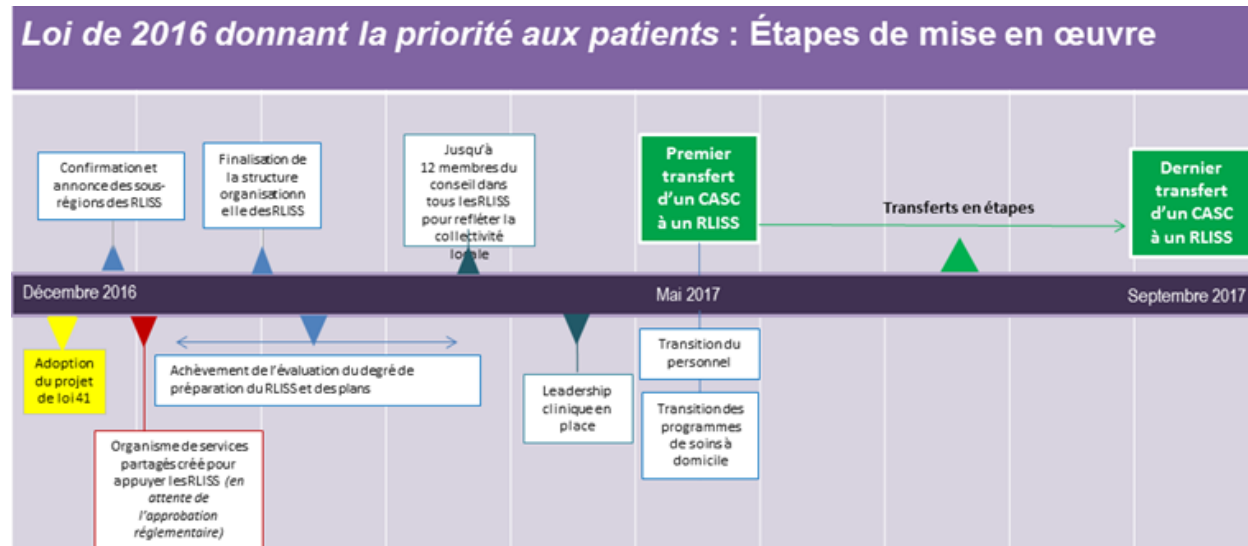 Loi de 2016 donnant la priorité aux patients : Étapes de mise en œuvre
Confirmation et
annonce des sous-
régions des RLISS
Finalisation de
la structure
organisationn
elle des RLISS
Jusqu'à
12 membres du
conseil dans
tous les RLISS
pour refléter la
collectivité
locale
Premier
transfert
d'un CASC
à un RLISS
Transferts en étapes
Dernier
transfert
d'un CASC
à un RLISS
Décembre 2016
Mai 2017
Septembre 2017
Adoption
du projet
de loi 41
Organisme de services
partagés créé pour
appuyer les RLISS (en
attente de
l'approbation
réglementaire)
Achèvement de l'évaluation du degré de
préparation du RLISS et des plans
Leadership
clinique en
place
Transition du
personnel
Transition des
programmes
de soins à
domicile